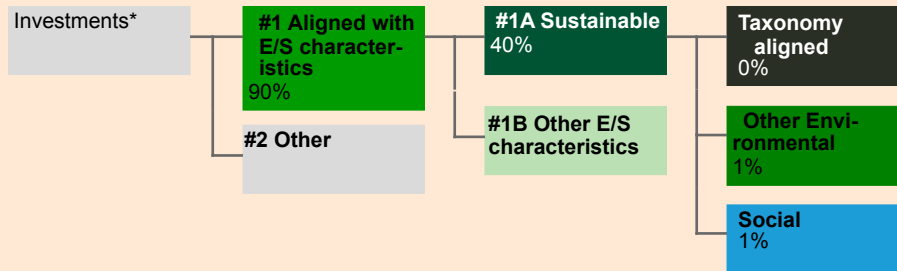 Investments*
#1 Aligned with
E/S character-
istics
90%
#2 Other
#1A Sustainable
40%
#1B Other E/S
characteristics
Taxonomy
aligned
0%
Other Envi-
ronmental
1%
Social
1%